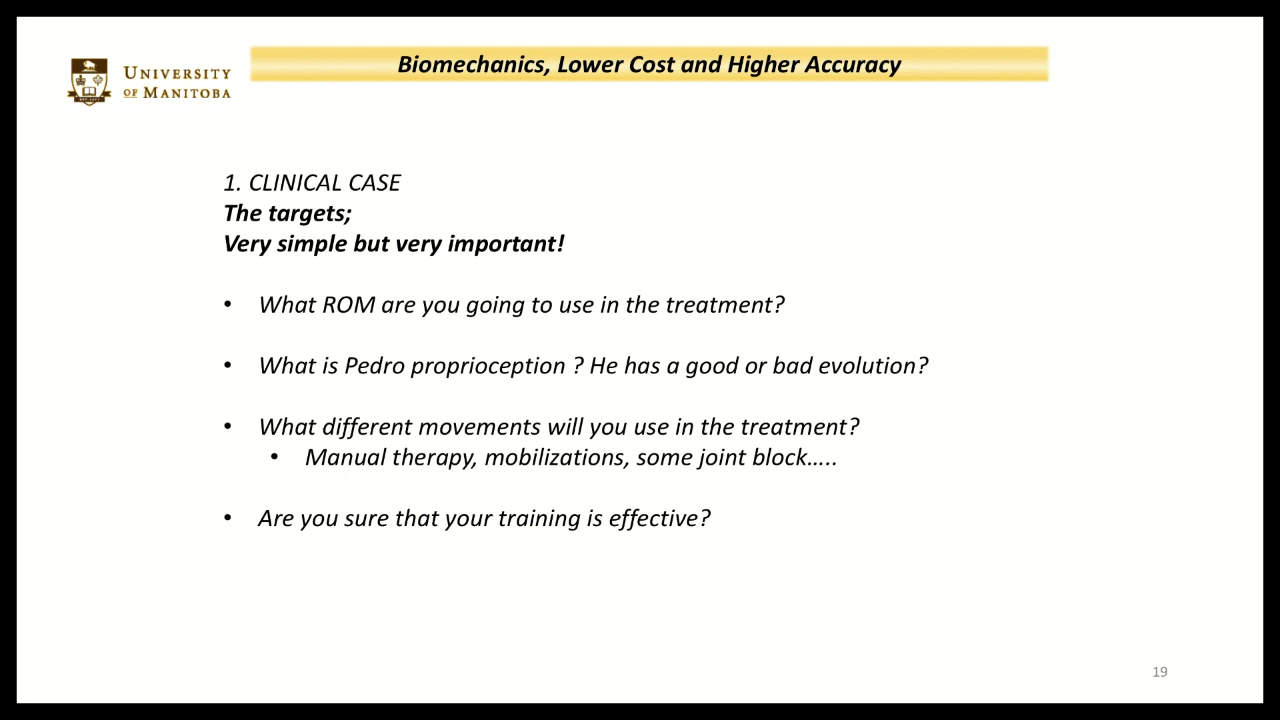 Biomechanics, Lower Cost and Higher Accuracy
UNIVERSITY
OF MANITOBA
1. CLINICAL CASE
The targets;
Very simple but very important!
• What ROM are you going to use in the treatment?
• What is Pedro proprioception ? He has a good or bad evolution?
• What different movements will you use in the treatment?
• Manual therapy, mobilizations, some joint block…..
• Are you sure that your training is effective?
19